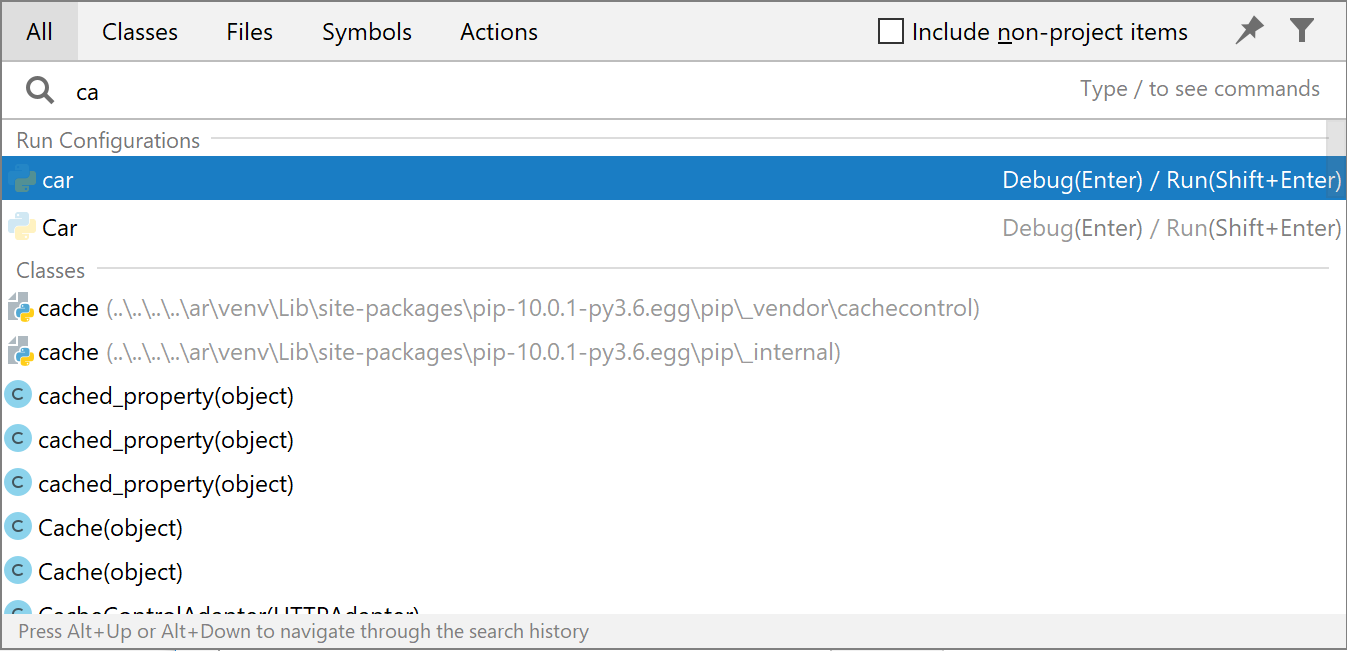 All Classes Files Symbols Actions Include non-project items
ca Type / to see commands
Run Configurations
car Debug(Enter) / Run(Shift+Enter)
Car Debug(Enter) / Run(Shift+Enter)
Classes
cache (..\..\..\..\ar\venv\Lib\site-packages\pip-10.0.1-py3.6.egg\pip\_vendor\cachecontrol)
cache (..\..\..\..\ar\venv\Lib\site-packages\pip-10.0.1-py3.6.egg\pip\_internal)
C cached_property(object)
C cached_property(object)
C cached_property(object)
C Cache(object)
C Cache(object)
C CacheControlAdapter(HTTPAdapter)
Press Alt+Up or Alt+Down to navigate through the search history